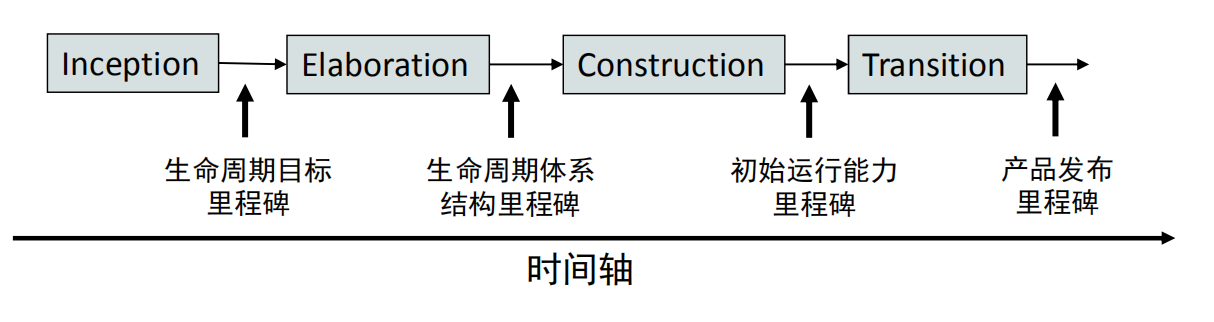 Inception
Elaboration
Construction
Transition
生命周期目标
里程碑
生命周期体系
结构里程碑
初始运行能力
里程碑
产品发布
里程碑
时间轴